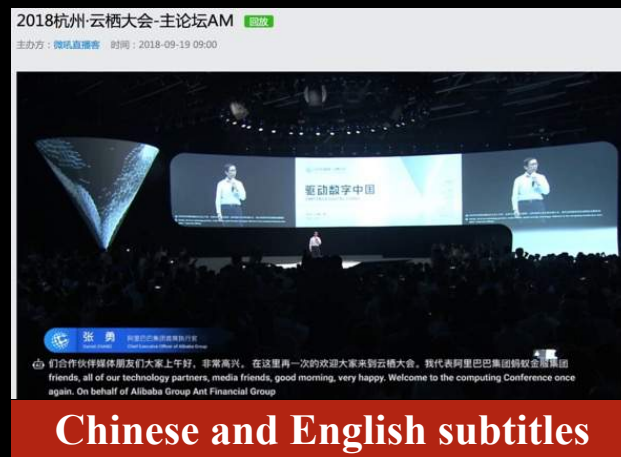 2018杭州·云栖大会-主论坛AM 回放
主办方：微吼直播客 时间：2018-09-19 09:00
驱动数字中国
张 勇 阿里巴巴集团首席执行官
Chief Executive Officer of Alibaba Group
们合作伙伴媒体朋友们大家上午好，非常高兴。 在这里再一次的欢迎大家来到云栖大会。我代表阿里巴巴集团蚂蚁金服集团
friends, all of our technology partners, media friends, good morning, very happy. Welcome to the computing Conference once
again. On behalf of Alibaba Group Ant Financial Group
Chinese and English subtitles